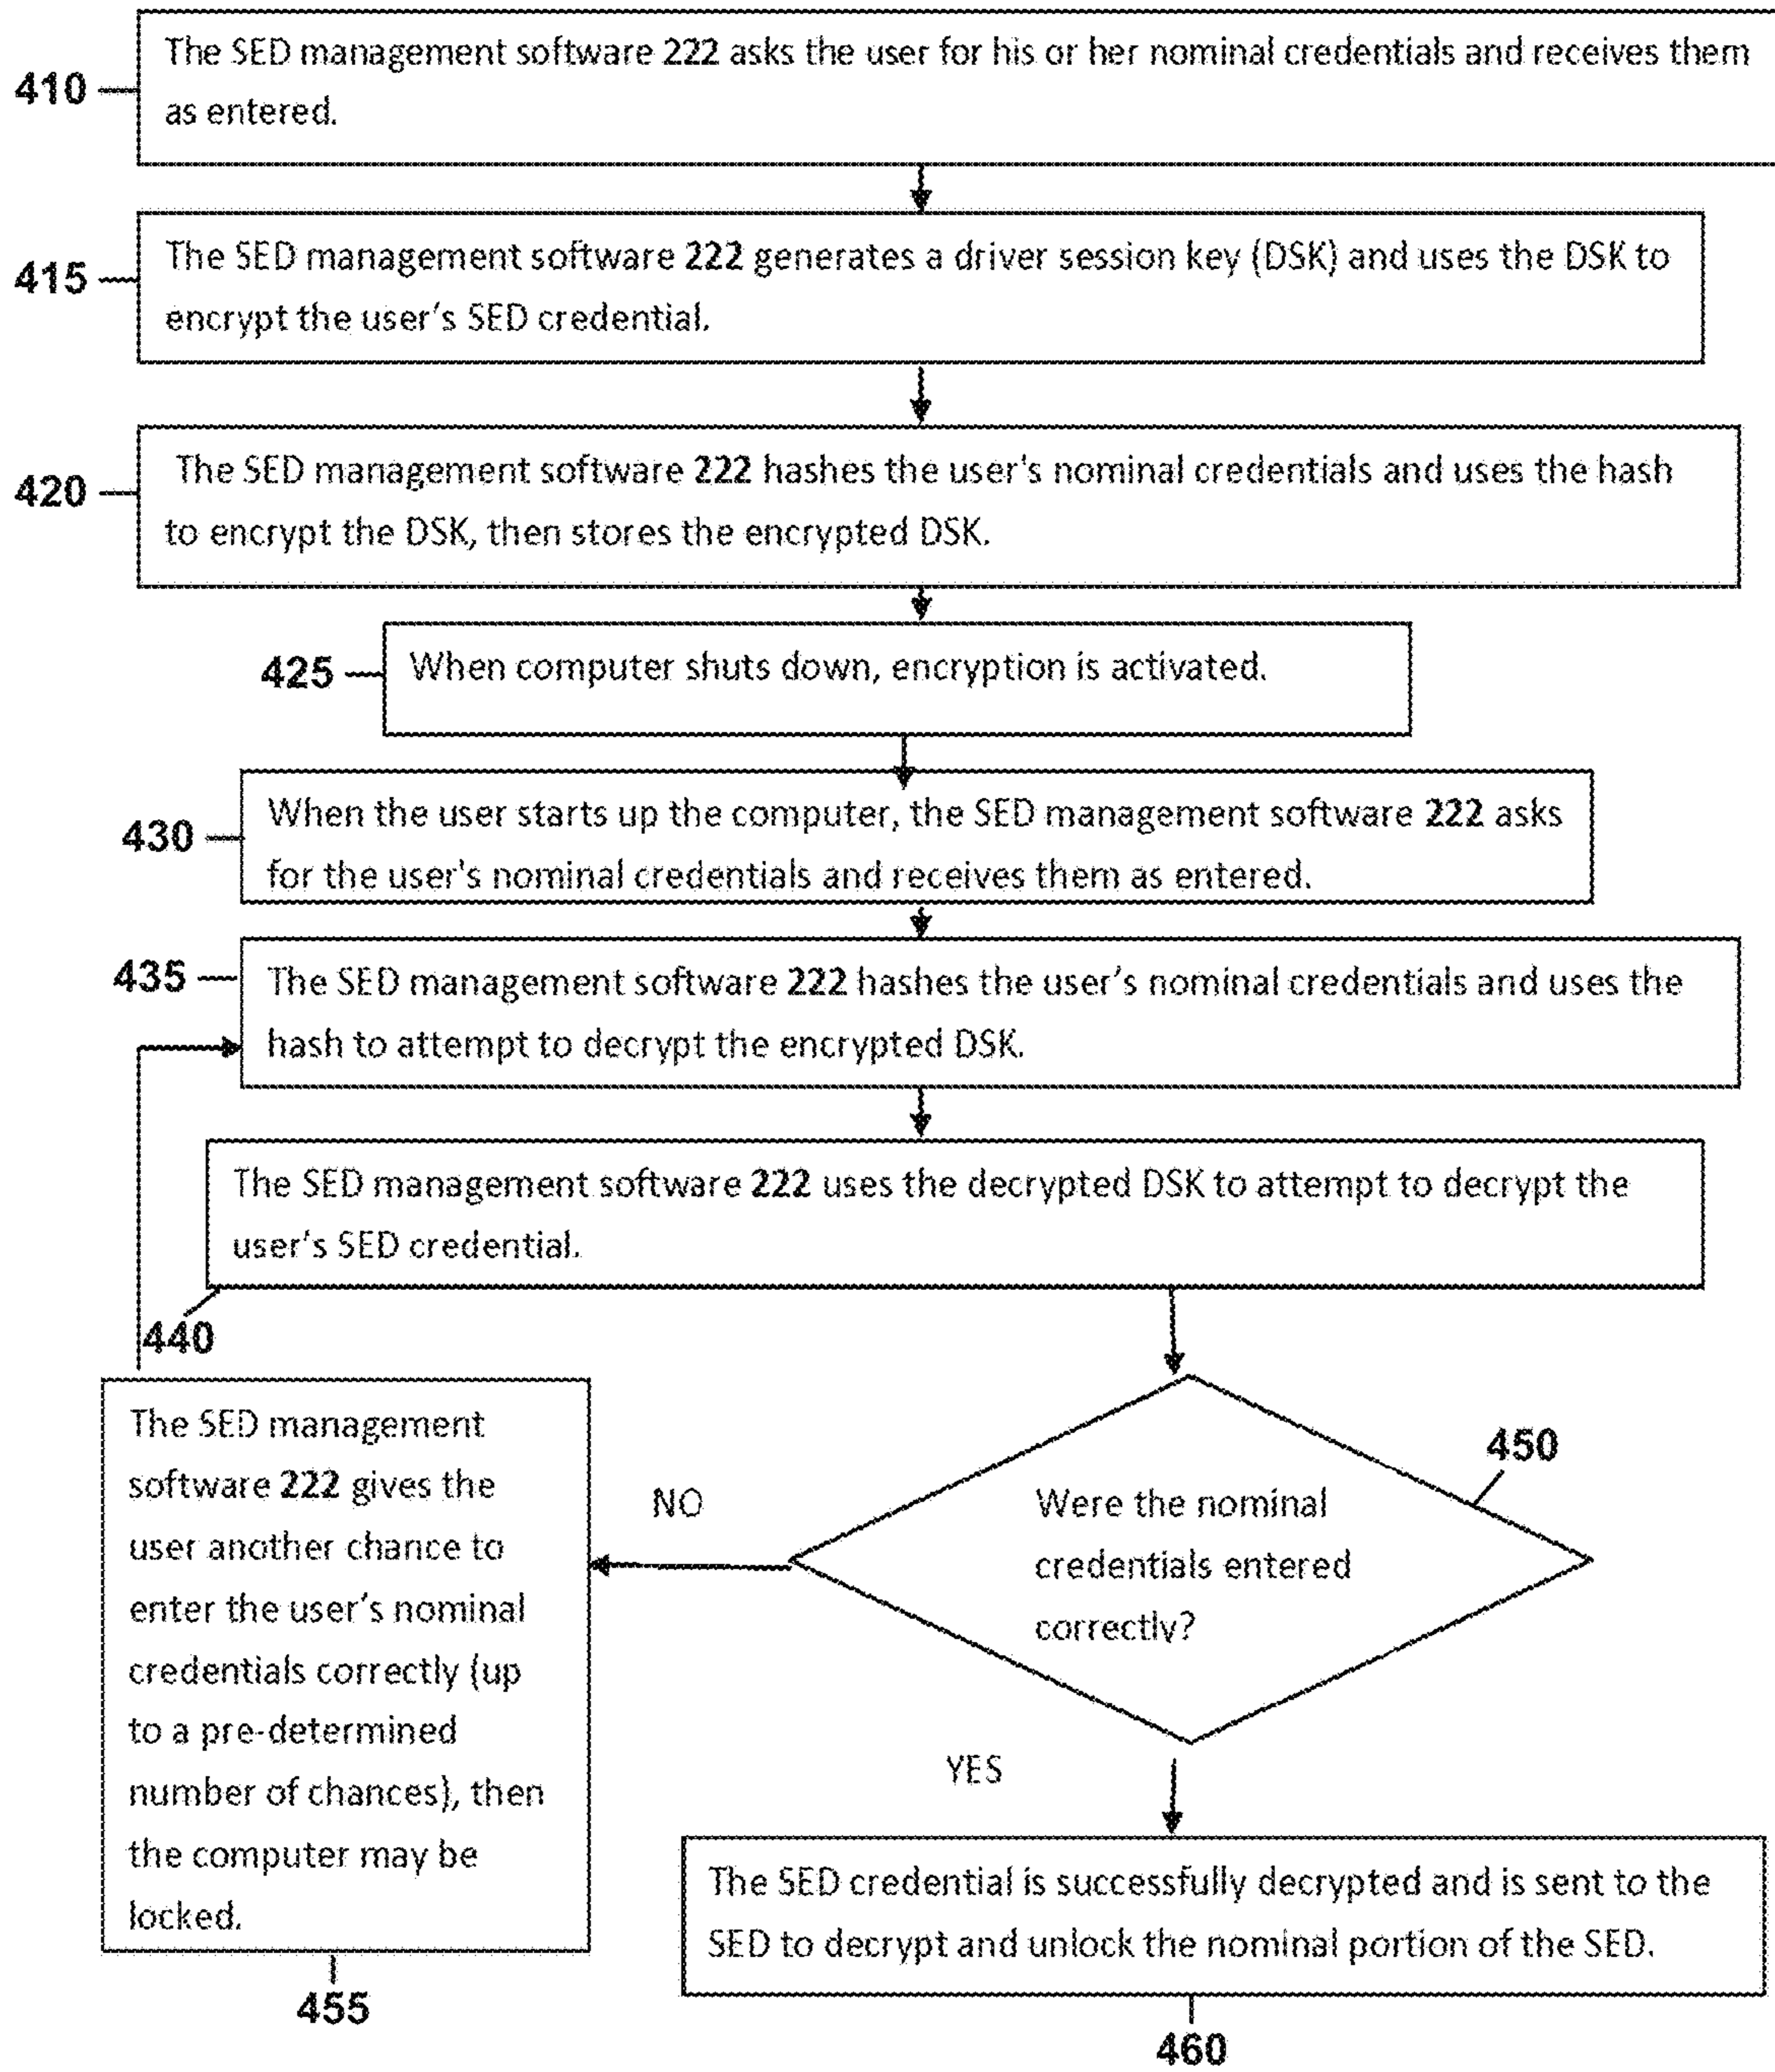 The SED management software 222 asks the user for his or her nominal credentials and receives them
as entered.
410
The SED management software 222 generates a driver session key (DSK) and uses the DSK to
encrypt the user's SED credential.
415
The SED management software 222 hashes the user's nominal credentials and uses the hash
to encrypt the DSK, then stores the encrypted DSK.
420
When computer shuts down, encryption is activated.
425
When the user starts up the computer, the SED management software 222 asks
for the user's nominal credentials and receives them as entered.
430
The SED management software 222 hashes the user's nominal credentials and uses the
hash to attempt to decrypt the encrypted DSK.
435
The SED management software 222 uses the decrypted DSK to attempt to decrypt the
user's SED credential.
440
Were the nominal
credentials entered
correctly?
450
NO
The SED management
software 222 gives the
user another chance to
enter the user's nominal
credentials correctly (up
to a pre-determined
number of chances), then
the computer may be
locked.
455
YES
The SED credential is successfully decrypted and is sent to the
SED to decrypt and unlock the nominal portion of the SED.
460